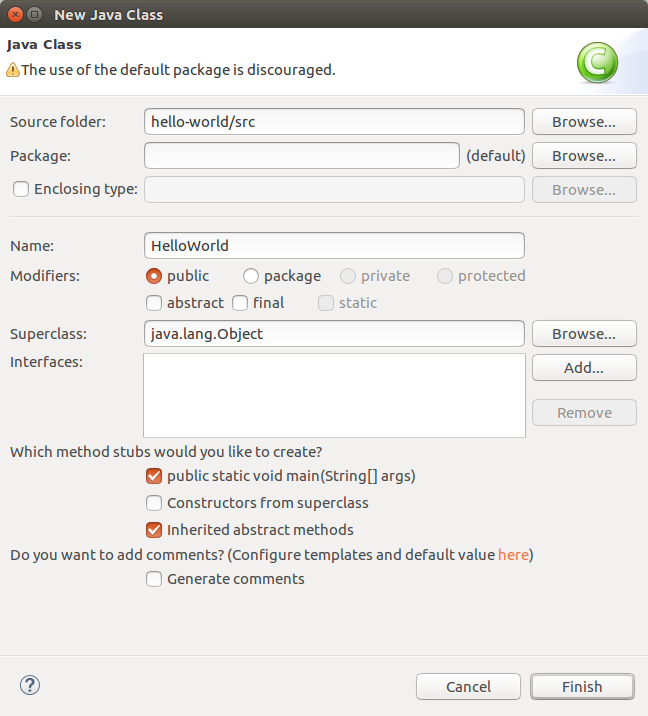 New Java Class
Java Class
The use of the default package is discouraged.
C
Source folder: hello-world/src Browse...
Package: (default) Browse...
Enclosing type: Browse...
Name: HelloWorld
Modifiers: public package private protected
abstract final static
Superclass: java.lang.Object Browse...
Interfaces: Add...
Remove
Which method stubs would you like to create?
public static void main(String[] args)
Constructors from superclass
Inherited abstract methods
Do you want to add comments? (Configure templates and default value here)
Generate comments
? Cancel Finish